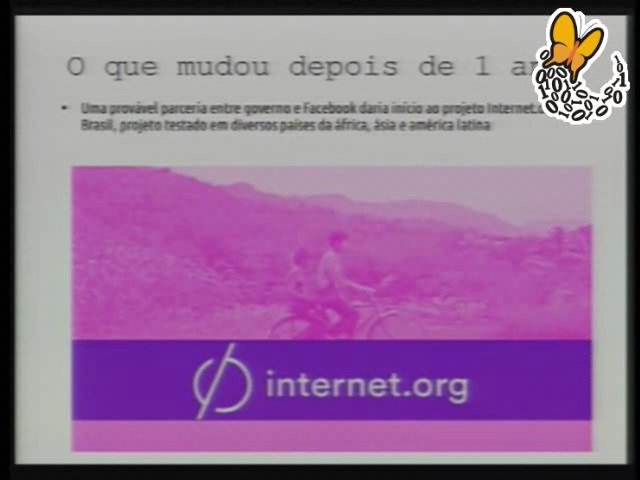 O que mudou depois de 1
• Uma provável parceria entre governo e Facebook daria início ao projeto
Brasil, projeto testado em diversos países da áfrica, ásia e américa latina
internet.org